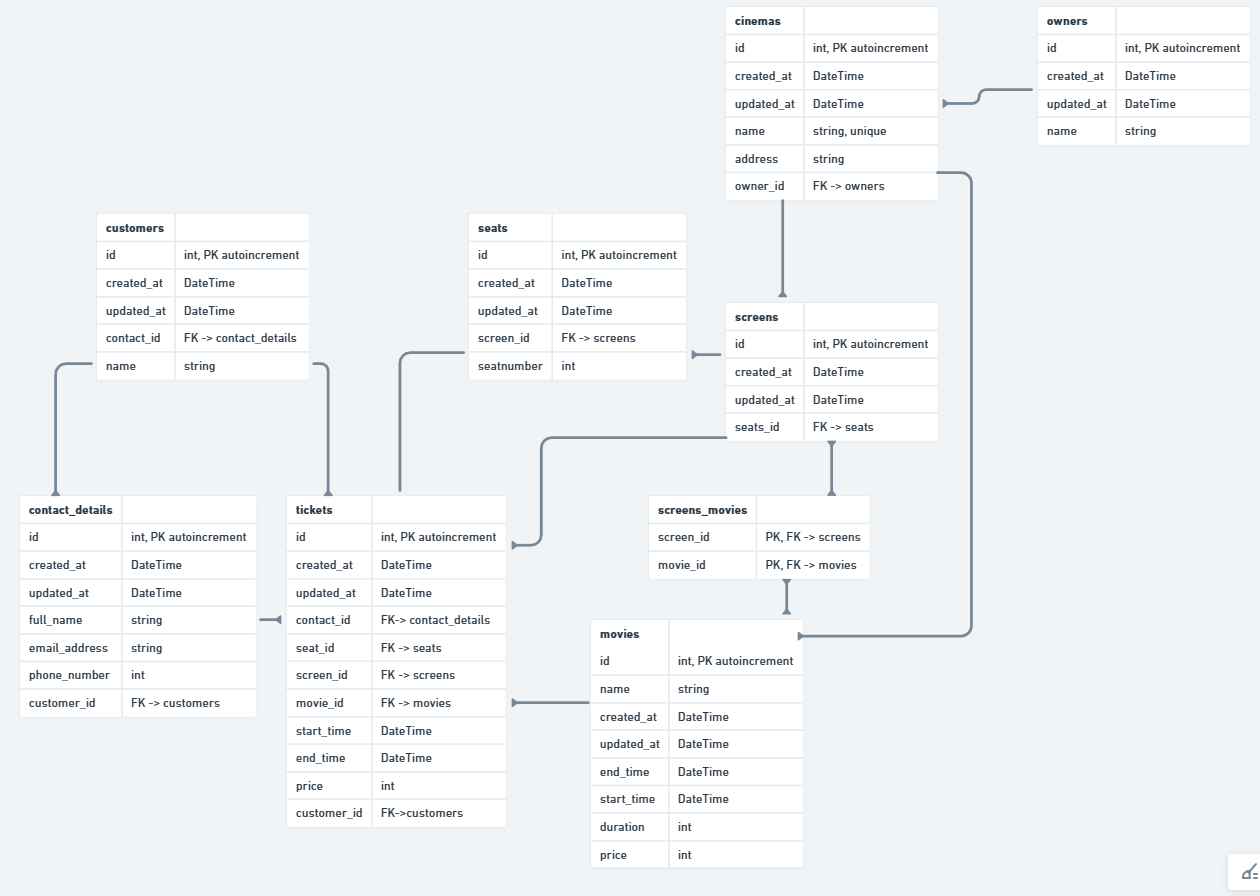 cinemas
id int, PK autoincrement
created_at DateTime
updated_at DateTime
name string, unique
address string
owner_id FK -> owners
owners
id int, PK autoincrement
created_at DateTime
updated_at DateTime
name string
customers
id int, PK autoincrement
created_at DateTime
updated_at DateTime
contact_id FK -> contact_details
name string
seats
id int, PK autoincrement
created_at DateTime
updated_at DateTime
screen_id FK -> screens
seatnumber int
screens
id int, PK autoincrement
created_at DateTime
updated_at DateTime
seats_id FK -> seats
contact_details
id int, PK autoincrement
created_at DateTime
updated_at DateTime
full_name string
email_address string
phone_number int
customer_id FK -> customers
tickets
id int, PK autoincrement
created_at DateTime
updated_at DateTime
contact_id FK-> contact_details
seat_id FK -> seats
screen_id FK -> screens
movie_id FK -> movies
start_time DateTime
end_time DateTime
price int
customer_id FK->customers
screens_movies
screen_id PK, FK -> screens
movie_id PK, FK -> movies
movies
id int, PK autoincrement
name string
created_at DateTime
updated_at DateTime
end_time DateTime
start_time DateTime
duration int
price int